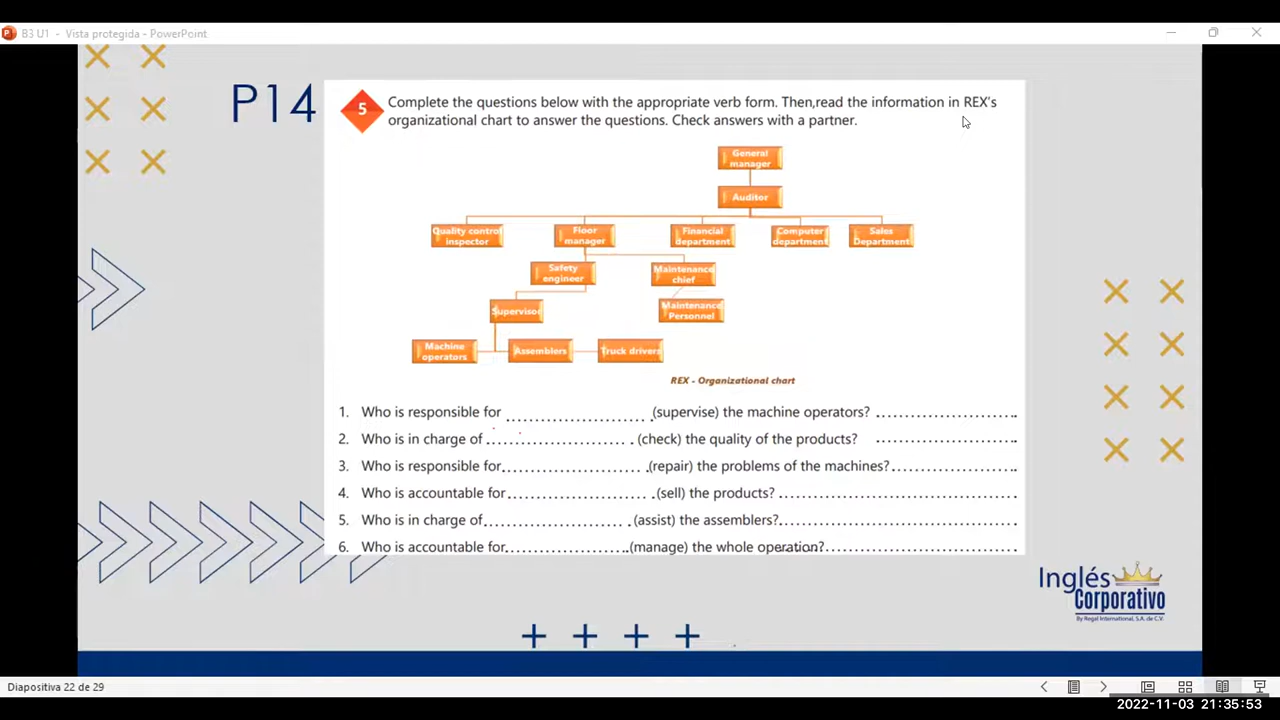 B3 U1 - Vista protegida - PowerPoint
P14
5
Complete the questions below with the appropriate verb form. Then,read the information in REX's
organizational chart to answer the questions. Check answers with a partner.
General
manager
Auditor
Quality control
inspector
Floor
manager
Financial
department
Computer
department
Sales
Department
Safety
engineer
Maintenance
chief
Supervisor
Maintenance
Personnel
Machine
operators
Assemblers
Truck drivers
REX - Organizational chart
1. Who is responsible for .......................... (supervise) the machine operators? ..........................
2. Who is in charge of .......................... (check) the quality of the products? ..........................
3. Who is responsible for.......................... (repair) the problems of the machines?..........................
4. Who is accountable for.......................... (sell) the products? ..........................
5. Who is in charge of.......................... (assist) the assemblers?..........................
6. Who is accountable for..........................(manage) the whole operation?..........................
Inglés
Corporativo
By Regal International, S.A. de C.V.
Diapositiva 22 de 29
2022-11-03 21:35:53